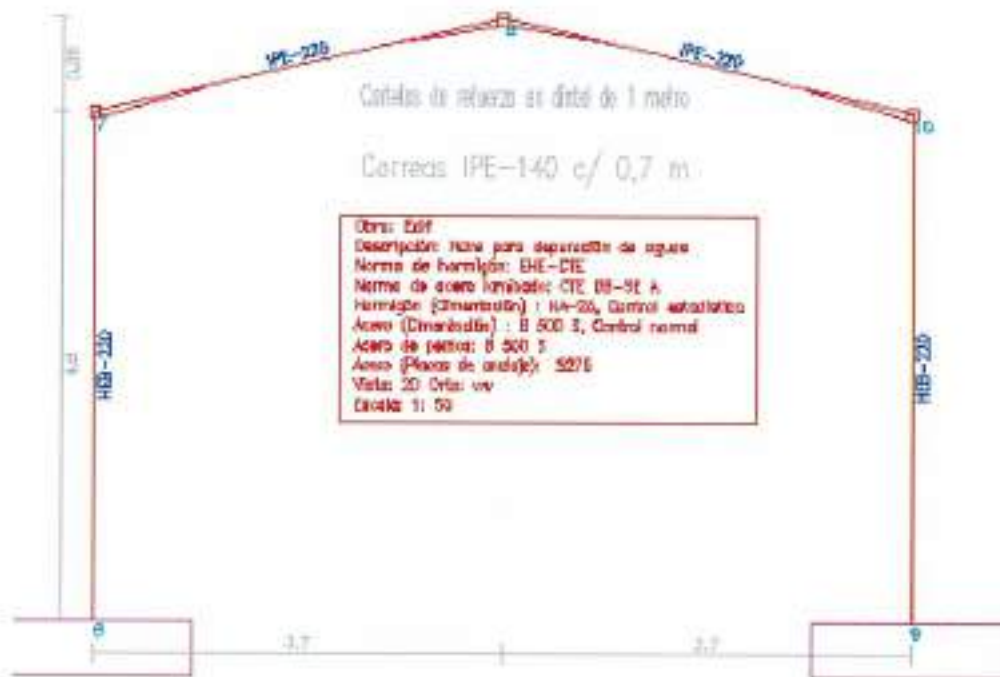 IPE-220
IPE-220
Cartelas de refuerzo en dintel de 1 metro
Correas IPE-140 c/ 0,7 m
Obra: Edif
Descripción: Nave para depuración de aguas
Norma de hormigón: EHE-CTE
Norma de acero laminado: CTE DB-SE A
Hormigón (Cimentación) : HA-25, Control estadístico
Acero (Cimentación) : B 500 S, Control normal
Acero de pernos: B 500 S
Acero (Placas de anclaje): S275
Vista: 2D
Escala: 1: 50
HEB-220
HEB-220
7
8
10
6
9
3,7
3,7